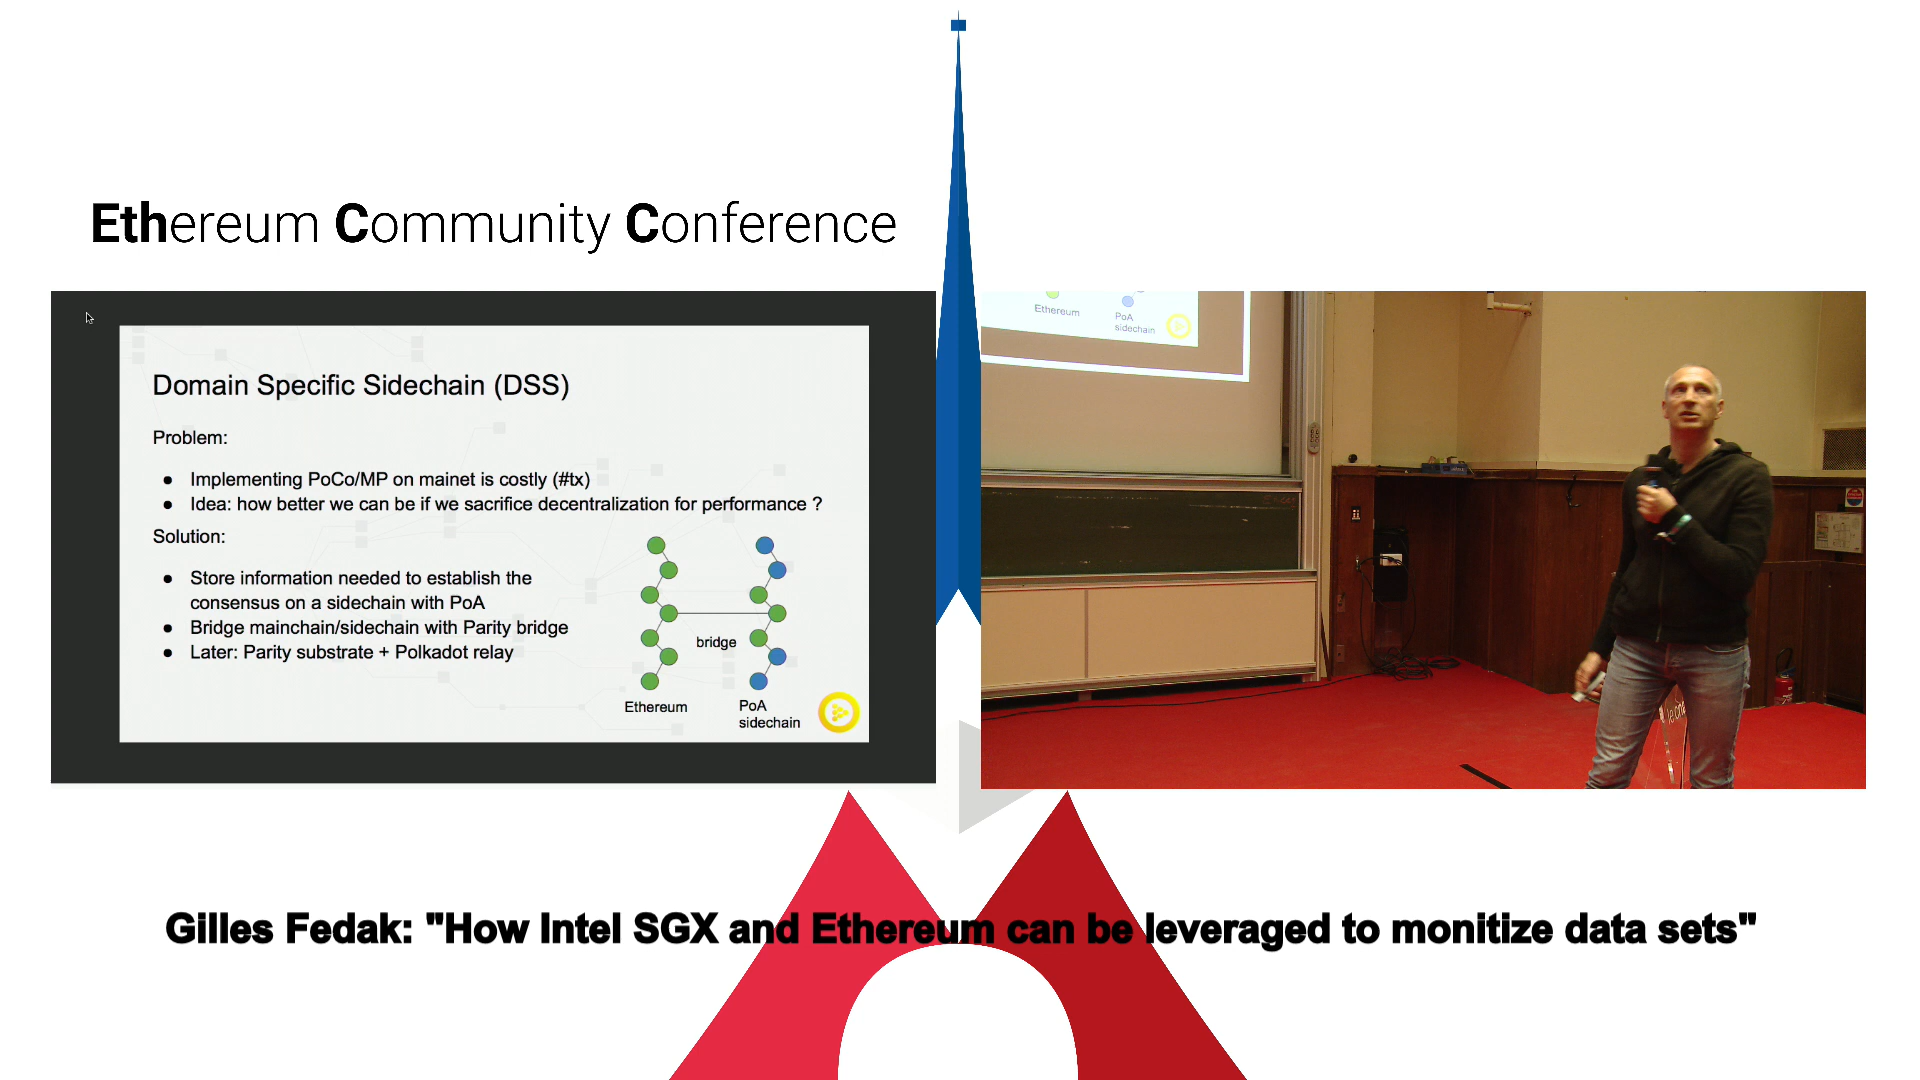 Ethereum Community Conference
Domain Specific Sidechain (DSS)
Problem:
● Implementing PoCo/MP on mainet is costly (#tx)
● Idea: how better we can be if we sacrifice decentralization for performance ?
Solution:
● Store information needed to establish the
consensus on a sidechain with PoA
● Bridge mainchain/sidechain with Parity bridge
● Later: Parity substrate + Polkadot relay
bridge
Ethereum
PoA
sidechain
Ethereum
PoA
sidechain
Gilles Fedak: "How Intel SGX and Ethereum can be leveraged to monitize data sets"